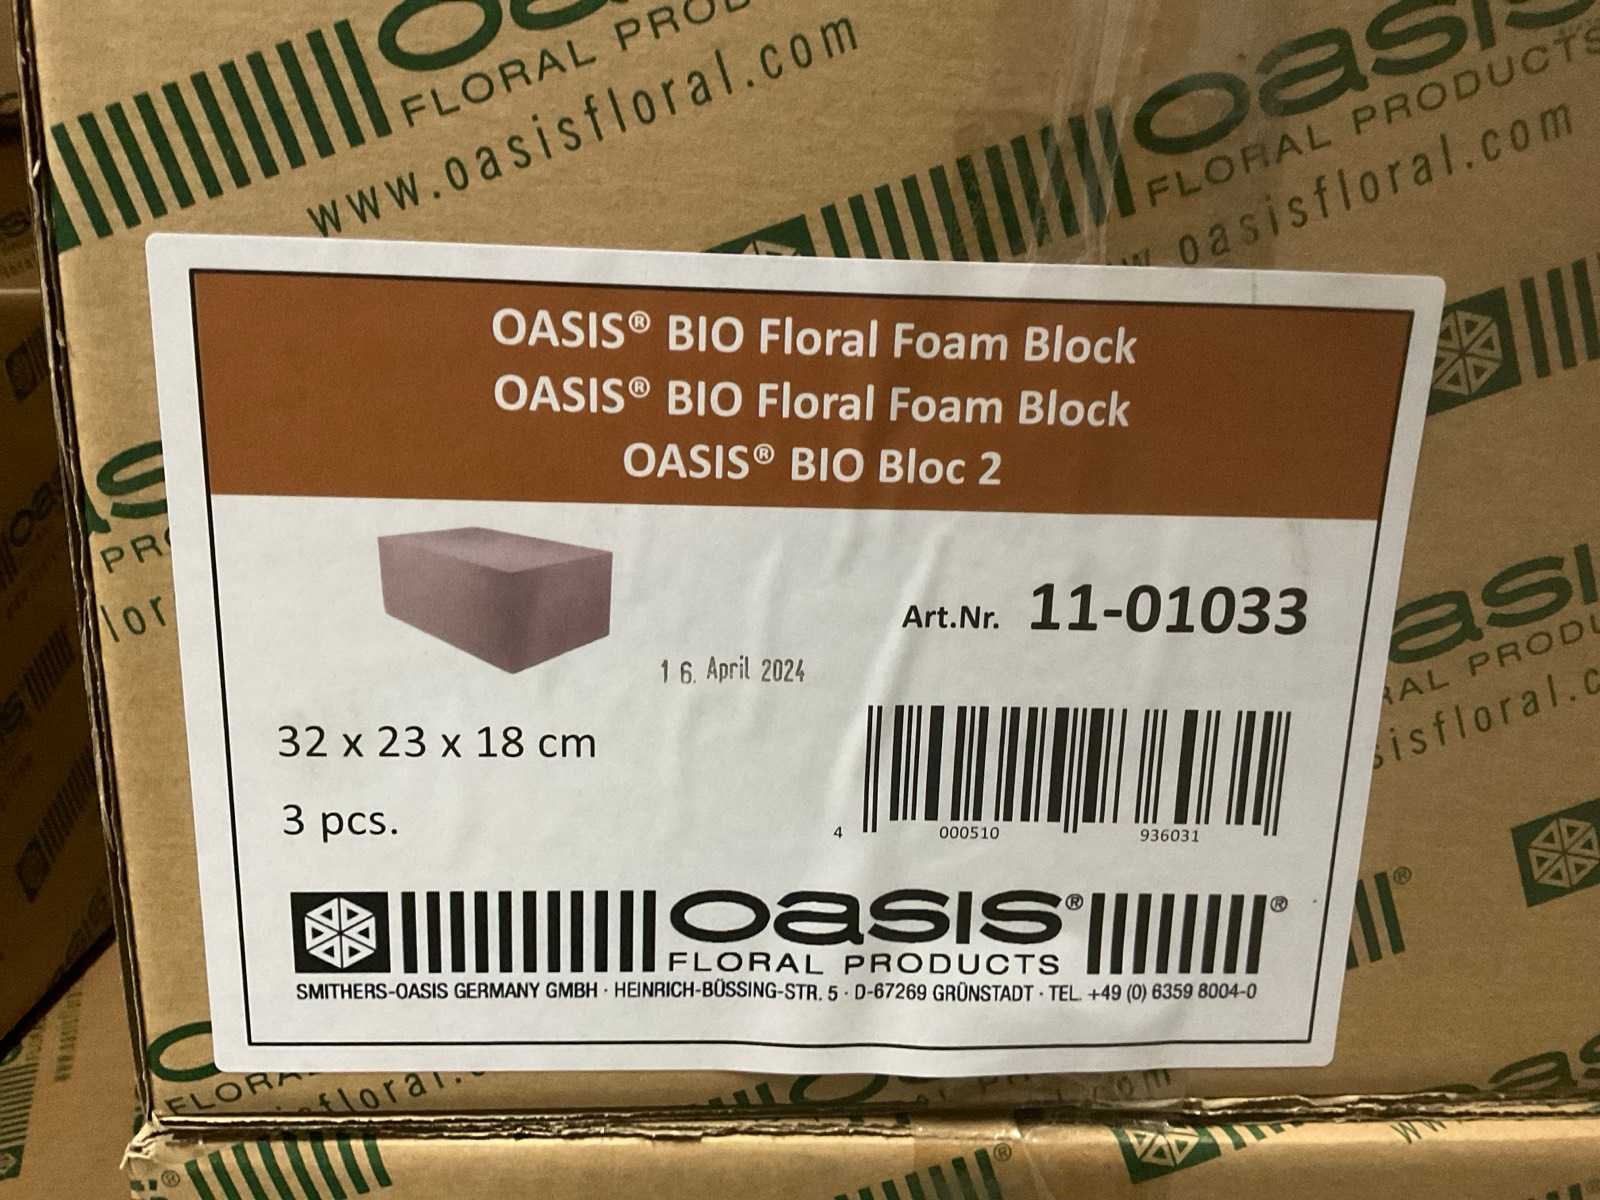 FLORAL PRO
www.oasisfloral.com
oasis
FLORAL PRODUCTS
oasisfloral.com
OASIS® BIO Floral Foam Block
OASIS® BIO Floral Foam Block
OASIS® BIO Bloc 2
Art.Nr. 11-01033
16. April 2024
32 x 23 x 18 cm
3 pcs.
4 000510 936031
oasis® ®
FLORAL PRODUCTS
SMITHERS-OASIS GERMANY GMBH · HEINRICH-BÜSSING-STR. 5 · D-67269 GRÜNSTADT · TEL. +49 (0) 6359 8004-0